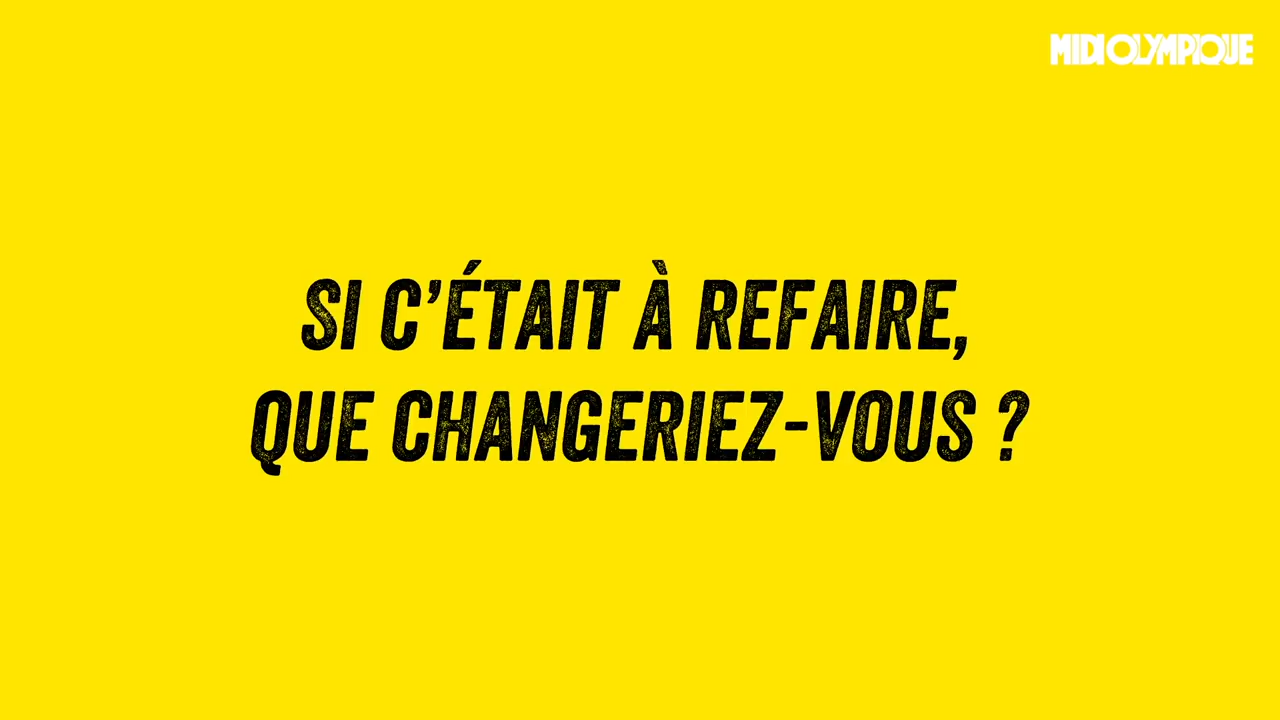 MIDI OLYMPIQUE
SI C’ÉTAIT À REFAIRE,
QUE CHANGERIEZ-VOUS ?